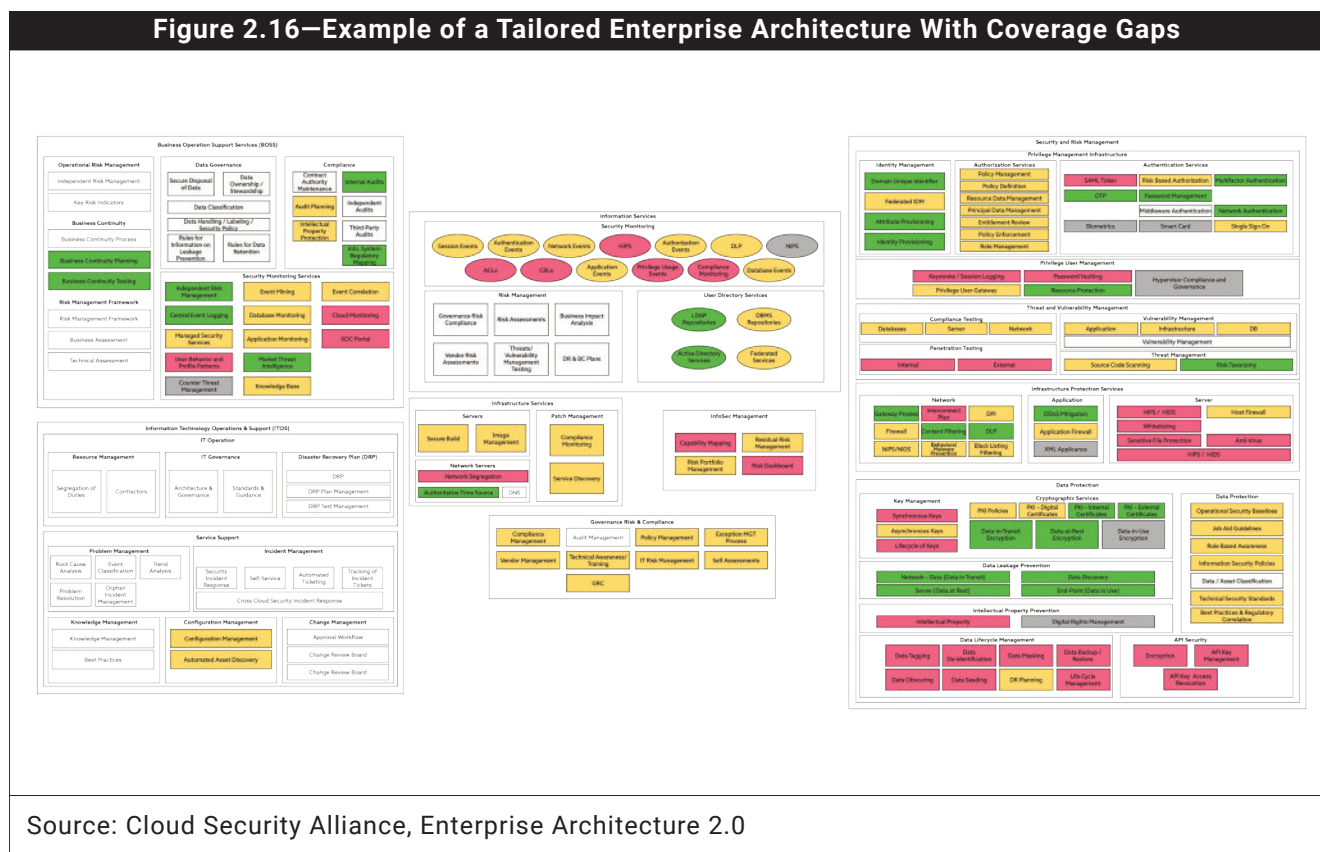 Figure 2.16—Example of a Tailored Enterprise Architecture With Coverage Gaps
Business Operation Support Services (BOSS)
Operational Risk Management
Independent Risk Management
Key Risk Indicators
Business Continuity
Business Continuity Process
Business Continuity Planning
Business Continuity Testing
Risk Management Framework
Risk Management Framework
Business Assessment
Technical Assessment
Data Governance
Secure Disposal
of Data
Data
Ownership /
Stewardship
Data Classification
Data Handling / Labeling /
Security Policy
Rules for
Information on
Leakage
Prevention
Rules for Data
Retention
Compliance
Contract
Authority
Maintenance
Internal Audits
Audit Planning
Independent
Audits
Intellectual
Property
Protection
Third-Party
Audits
Info. System
Regulatory
Mapping
Security Monitoring Services
Independent Risk
Management
Event Mining
Event Correlation
Central Event Logging
Database Monitoring
Cloud Monitoring
Managed Security
Services
Application Monitoring
SOC Portal
User Behavior and
Profile Patterns
Market Threat
Intelligence
Counter Threat
Management
Knowledge Base
Information Technology Operations & Support (ITOS)
IT Operation
Resource Management
Segregation of
Duties
Contractors
IT Governance
Architecture &
Governance
Standards &
Guidance
Disaster Recovery Plan (DRP)
DRP
DRP Plan Management
DRP Test Management
Service Support
Problem Management
Root Cause
Analysis
Event
Classification
Trend
Analysis
Problem
Resolution
Orphan
Incident
Management
Incident Management
Security
Incident
Response
Self-Service
Automated
Ticketing
Tracking of
Incident
Tickets
Cross Cloud Security Incident Response
Knowledge Management
Knowledge Management
Best Practices
Configuration Management
Configuration Management
Automated Asset Discovery
Change Management
Approval Workflow
Change Review Board
Change Review Board
Information Services
Security Monitoring
Session Events
Authentication
Events
Network Events
HIPS
Authorization
Events
DLP
NIPS
ACLs
CRLs
Application
Events
Privilege Usage
Events
Compliance
Monitoring
Database Events
Risk Management
Governance Risk
Compliance
Risk Assessments
Business Impact
Analysis
Vendor Risk
Assessments
Threats/
Vulnerability
Management
Testing
DR & BC Plans
User Directory Services
LDAP
Repositories
DBMS
Repositories
Active Directory
Services
Federated
Services
Infrastructure Services
Servers
Secure Build
Image
Management
Network Servers
Network Segregation
Authoritative Time Source
DNS
Patch Management
Compliance
Monitoring
Service Discovery
InfoSec Management
Capability Mapping
Residual Risk
Management
Risk Portfolio
Management
Risk Dashboard
Governance Risk & Compliance
Compliance
Management
Audit Management
Policy Management
Exception MGT
Process
Vendor Management
Technical Awareness/
Training
IT Risk Management
Self Assessments
GRC
Security and Risk Management
Privilege Management Infrastructure
Identity Management
Domain Unique Identifier
Federated IDM
Attribute Provisioning
Identity Provisioning
Authorization Services
Policy Management
Policy Definition
Resource Data Management
Principal Data Management
Entitlement Review
Policy Enforcement
Role Management
Authentication Services
SAML Token
Risk Based Authorization
Multifactor Authentication
OTP
Password Management
Middleware Authentication
Network Authentication
Biometrics
Smart Card
Single Sign On
Privilege User Management
Keystroke / Session Logging
Password Vaulting
Hypervisor Compliance and
Governance
Privilege User Gateway
Resource Protection
Threat and Vulnerability Management
Compliance Testing
Databases
Server
Network
Penetration Testing
Internal
External
Vulnerability Management
Application
Infrastructure
DB
Vulnerability Management
Threat Management
Source Code Scanning
Risk Taxonomy
Infrastructure Protection Services
Network
Gateway Proxies
Interconnect
Plan
DPI
Firewall
Content Filtering
DLP
NIPS/NIDS
Behavioral
Malware
Prevention
Black Listing
Filtering
Application
DDoS Mitigation
Application Firewall
XML Applicance
Server
HIPS / HIDS
Host Firewall
Whitelisting
Sensitive File Protection
Anti Virus
HIPS / HIDS
Data Protection
Key Management
Synchronous Keys
Asynchronous Keys
Lifecycle of Keys
Cryptographic Services
PKI Policies
PKI – Digital
Certificates
PKI – Internal
Certificates
PKI – External
Certificates
Data in-Transit
Encryption
Data at-Rest
Encryption
Data-in-Use
Encryption
Data Leakage Prevention
Network – Data (Data in Transit)
Data Discovery
Server (Data at Rest)
End-Point (Data in Use)
Intellectual Property Prevention
Intellectual Property
Digital Rights Management
Data Protection
Operational Security Baselines
Job Aid Guidelines
Role Based Awareness
Information Security Policies
Data / Asset Classification
Technical Security Standards
Best Practices & Regulatory
Correlation
Data Lifecycle Management
Data Tagging
Data
De-Identification
Data Masking
Data Backup /
Restore
Data Obscuring
Data Seeding
DR Planning
Life Cycle
Management
API Security
Encryption
API Key
Management
API Key Access
Revocation
Source: Cloud Security Alliance, Enterprise Architecture 2.0